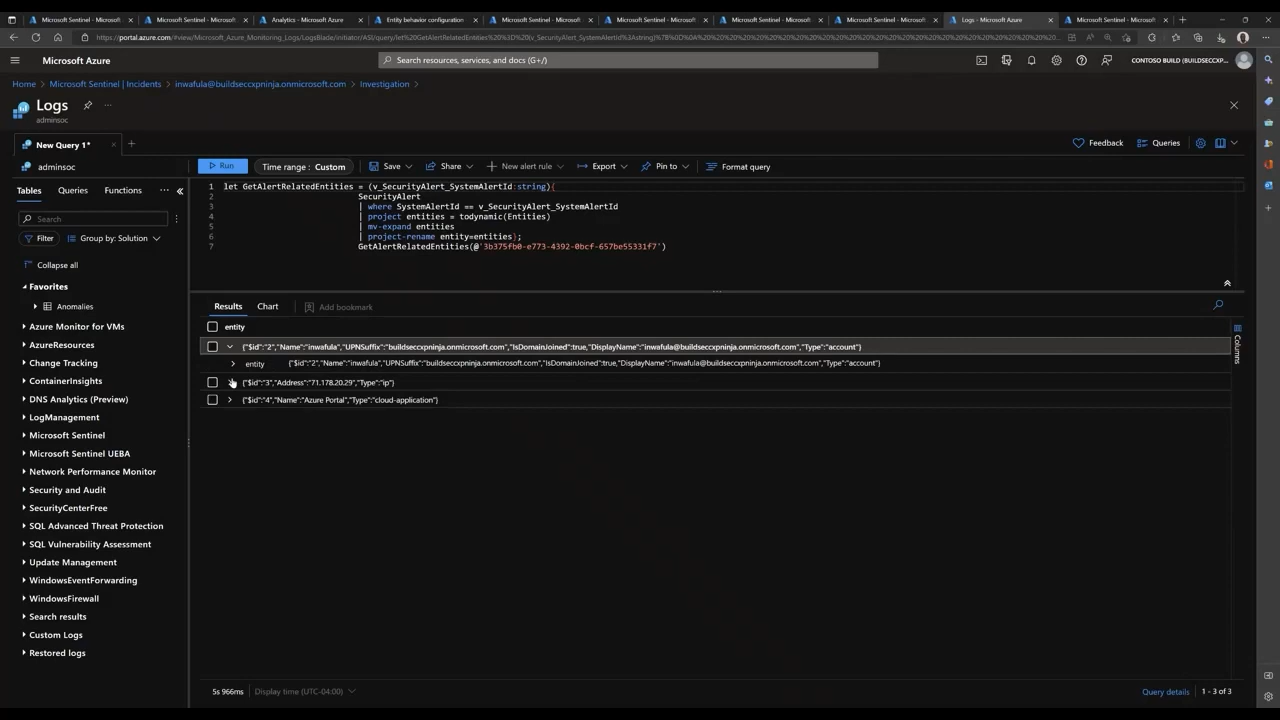 Microsoft Sentinel - Microsoft
Microsoft Sentinel - Microsoft
Analytics - Microsoft Azure
Entity behavior configuration
Microsoft Sentinel - Microsoft
Microsoft Sentinel - Microsoft
Microsoft Sentinel - Microsoft
Microsoft Sentinel - Microsoft
Logs - Microsoft Azure
Microsoft Sentinel - Microsoft
Microsoft Azure
Search resources, services, and docs (G+/)
CONTOSO BUILD (BUILDSECCXP...
Home > Microsoft Sentinel | Incidents > inwafula@buildseccxpninja.onmicrosoft.com > Investigation >
Logs
adminsoc
New Query 1*
Feedback
Queries
adminsoc
Run
Time range : Custom
Save
Share
New alert rule
Export
Pin to
Format query
Tables
Queries
Functions
Search
Filter
Group by: Solution
Collapse all
Favorites
Anomalies
Azure Monitor for VMs
AzureResources
Change Tracking
ContainerInsights
DNS Analytics (Preview)
LogManagement
Microsoft Sentinel
Microsoft Sentinel UEBA
Network Performance Monitor
Security and Audit
SecurityCenterFree
SQL Advanced Threat Protection
SQL Vulnerability Assessment
Update Management
WindowsEventForwarding
WindowsFirewall
Search results
Custom Logs
Restored logs
1 let GetAlertRelatedEntities = (v_SecurityAlert_SystemAlertId:string){
2 SecurityAlert
3 | where SystemAlertId == v_SecurityAlert_SystemAlertId
4 | project entities = todynamic(Entities)
5 | mv-expand entities
6 | project-rename entity=entities};
7 GetAlertRelatedEntities(@'3b375fb0-e773-4392-0bcf-657be55331f7')
Results
Chart
Add bookmark
entity
{"$id":"2","Name":"inwafula","UPNSuffix":"buildseccxpninja.onmicrosoft.com","IsDomainJoined":true,"DisplayName":"inwafula@buildseccxpninja.onmicrosoft.com","Type":"account"}
entity {"$id":"2","Name":"inwafula","UPNSuffix":"buildseccxpninja.onmicrosoft.com","IsDomainJoined":true,"DisplayName":"inwafula@buildseccxpninja.onmicrosoft.com","Type":"account"}
{"$id":"3","Address":"71.178.20.29","Type":"ip"}
{"$id":"4","Name":"Azure Portal","Type":"cloud-application"}
Columns
5s 966ms
Display time (UTC-04:00)
Query details
1 - 3 of 3